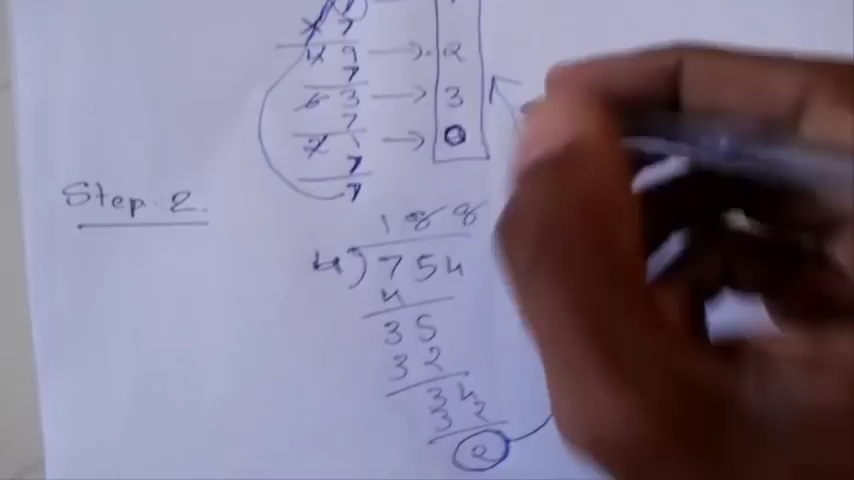 7
4 9 → 2
7
6 3 → 3
7
2 1 → 0
7
7
Step 2.
1 8 8
4 ) 7 5 4
4
3 5
3 2
3 4
3 2
2